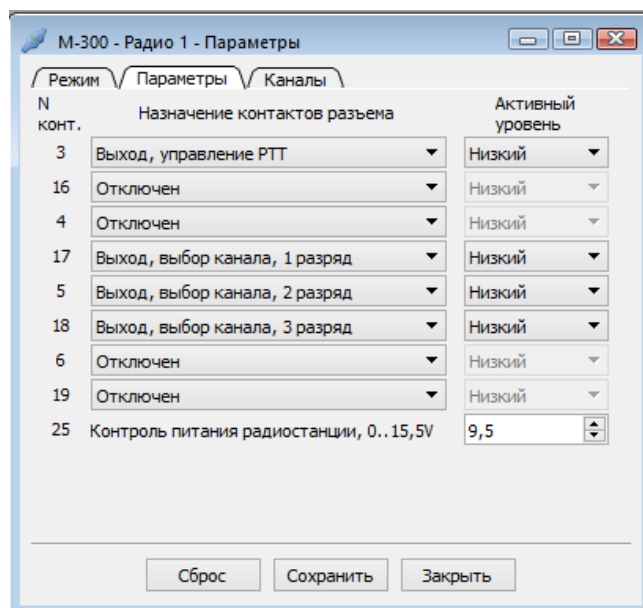 М-300 - Радио 1 - Параметры
Режим Параметры Каналы
N конт. Назначение контактов разъема Активный уровень
3 Выход, управление РТТ Низкий
16 Отключен Низкий
4 Отключен Низкий
17 Выход, выбор канала, 1 разряд Низкий
5 Выход, выбор канала, 2 разряд Низкий
18 Выход, выбор канала, 3 разряд Низкий
6 Отключен Низкий
19 Отключен Низкий
25 Контроль питания радиостанции, 0..15,5V 9,5
Сброс Сохранить Закрыть